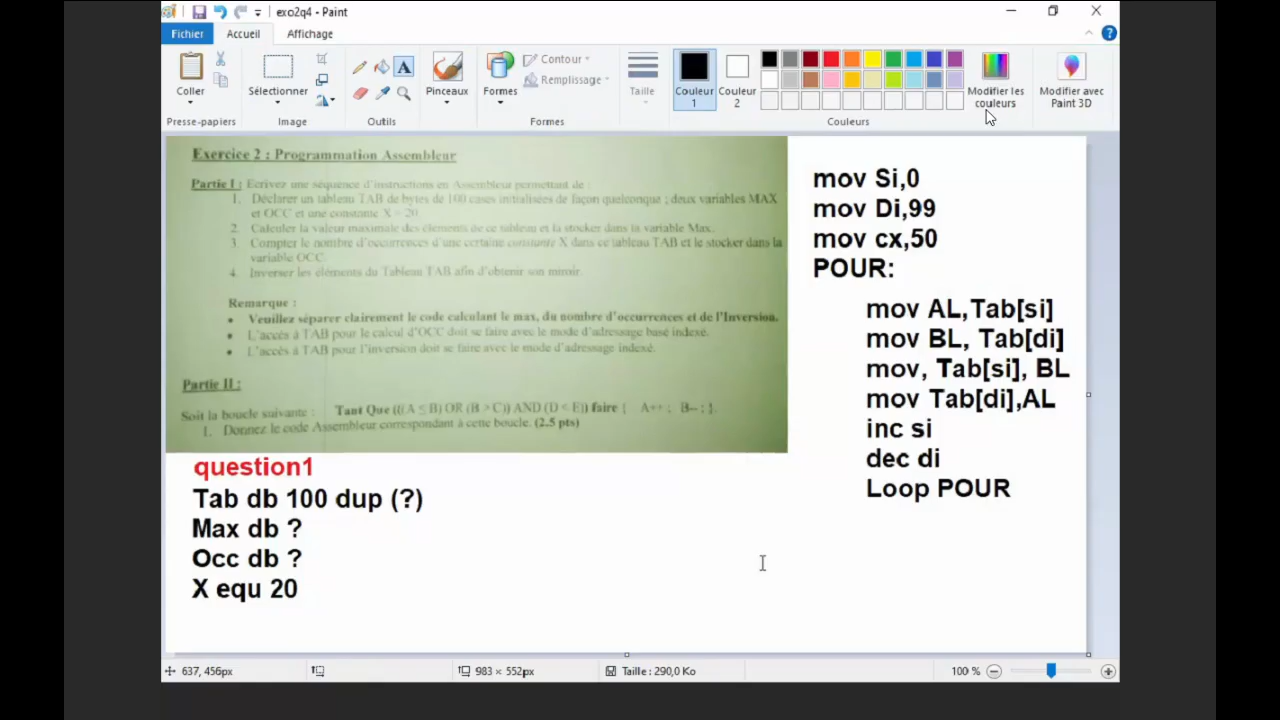 exo2q4 - Paint
Fichier
Accueil
Affichage
Coller
Sélectionner
Pinceaux
Formes
Contour
Remplissage
Taille
Couleur 1
Couleur 2
Modifier les couleurs
Modifier avec Paint 3D
Presse-papiers
Image
Outils
Formes
Couleurs
Exercice 2 : Programmation Assembleur
Partie I : Ecrivez une séquence d'instructions en Assembleur permettant de :
1. Déclarer un tableau TAB de bytes de 100 cases initialisées de façon quelconque ; deux variables MAX
et OCC et une constante X = 20.
2. Calculer la valeur maximale des éléments de ce tableau et la stocker dans la variable Max.
3. Compter le nombre d'occurrences d'une certaine constante X dans ce tableau TAB et le stocker dans la
variable OCC.
4. Inverser les éléments du Tableau TAB afin d'obtenir son miroir.
Remarque :
• Veuillez séparer clairement le code calculant le max, du nombre d'occurrences et de l'Inversion.
• L'accès à TAB pour le calcul d'OCC doit se faire avec le mode d'adressage basé indexé.
• L'accès à TAB pour l'inversion doit se faire avec le mode d'adressage indexé.
Partie II :
Soit la boucle suivante : Tant Que (((A ≤ B) OR (B > C)) AND (D < E)) faire { A++ ; B-- ; }.
1. Donnez le code Assembleur correspondant à cette boucle. (2.5 pts)
question1
Tab db 100 dup (?)
Max db ?
Occ db ?
X equ 20
mov Si,0
mov Di,99
mov cx,50
POUR:
mov AL,Tab[si]
mov BL, Tab[di]
mov, Tab[si], BL
mov Tab[di],AL
inc si
dec di
Loop POUR
637, 456px
983 × 552px
Taille : 290,0 Ko
100 %